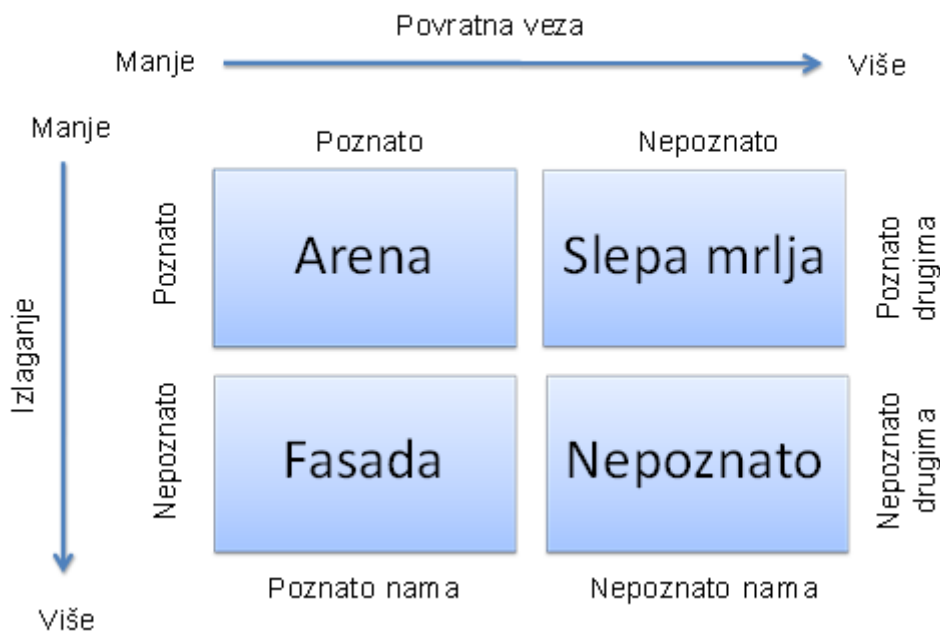 Povratna veza
Manje
Više
Manje
Poznato
Nepoznato
Poznato
Arena
Slepa mrlja
Poznato
drugima
Izlaganje
Nepoznato
Fasada
Nepoznato
Nepoznato
drugima
Poznato nama
Nepoznato nama
Više